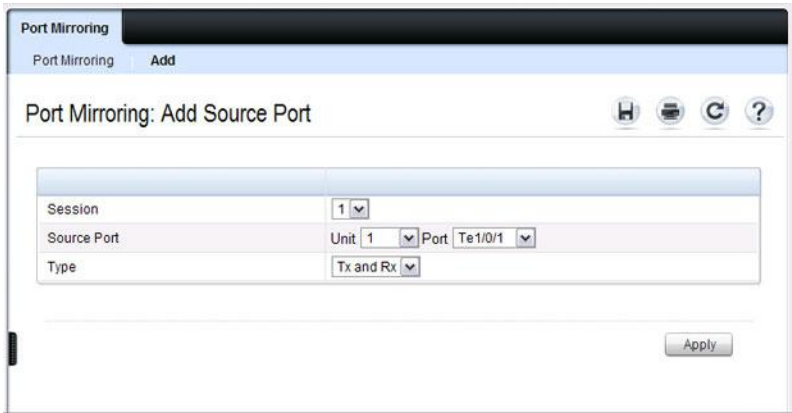 Port Mirroring
Port Mirroring Add
Port Mirroring: Add Source Port
Session 1
Source Port Unit 1 Port Te1/0/1
Type Tx and Rx
Apply